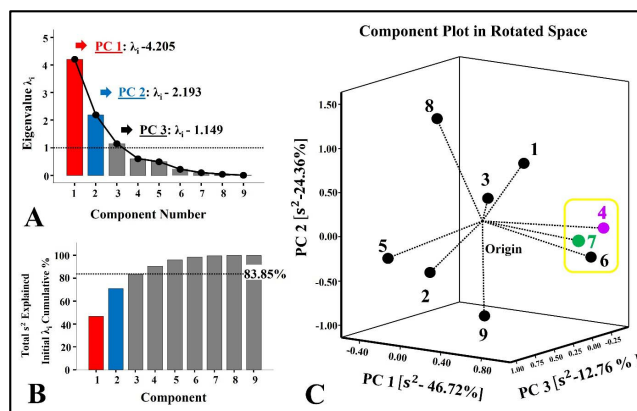 PC 1: λi-4.205
PC 2: λi- 2.193
PC 3: λi- 1.149
Eigenvalue λi
5
4
3
2
1
0
1 2 3 4 5 6 7 8 9
A
Component Number
Total s² Explained
Initial λi Cumulative %
100
80
60
40
20
0
83.85%
1 2 3 4 5 6 7 8 9
B
Component
Component Plot in Rotated Space
PC 2 [s²-24.36%]
1.50
1.00
0.50
0.00
-0.50
-1.00
8
1
3
4
7
6
5
2
9
Origin
-0.40 0.00 0.40 0.80
PC 1 [s²- 46.72%]
1.00 0.75 0.50 0.25 0.00 -0.25
PC 3 [s²-12.76 %
C